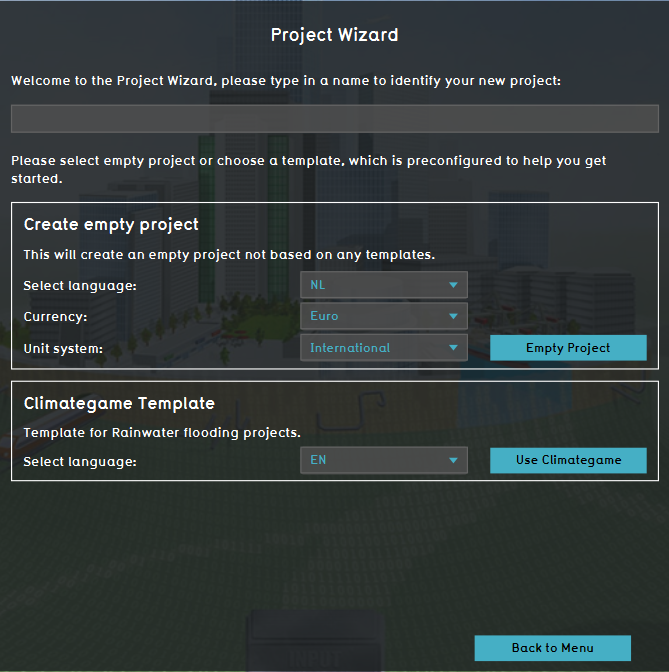 Project Wizard
Welcome to the Project Wizard, please type in a name to identify your new project:
Please select empty project or choose a template, which is preconfigured to help you get
started.
Create empty project
This will create an empty project not based on any templates.
Select language: NL
Currency: Euro
Unit system: International Empty Project
Climategame Template
Template for Rainwater flooding projects.
Select language: EN Use Climategame
Back to Menu